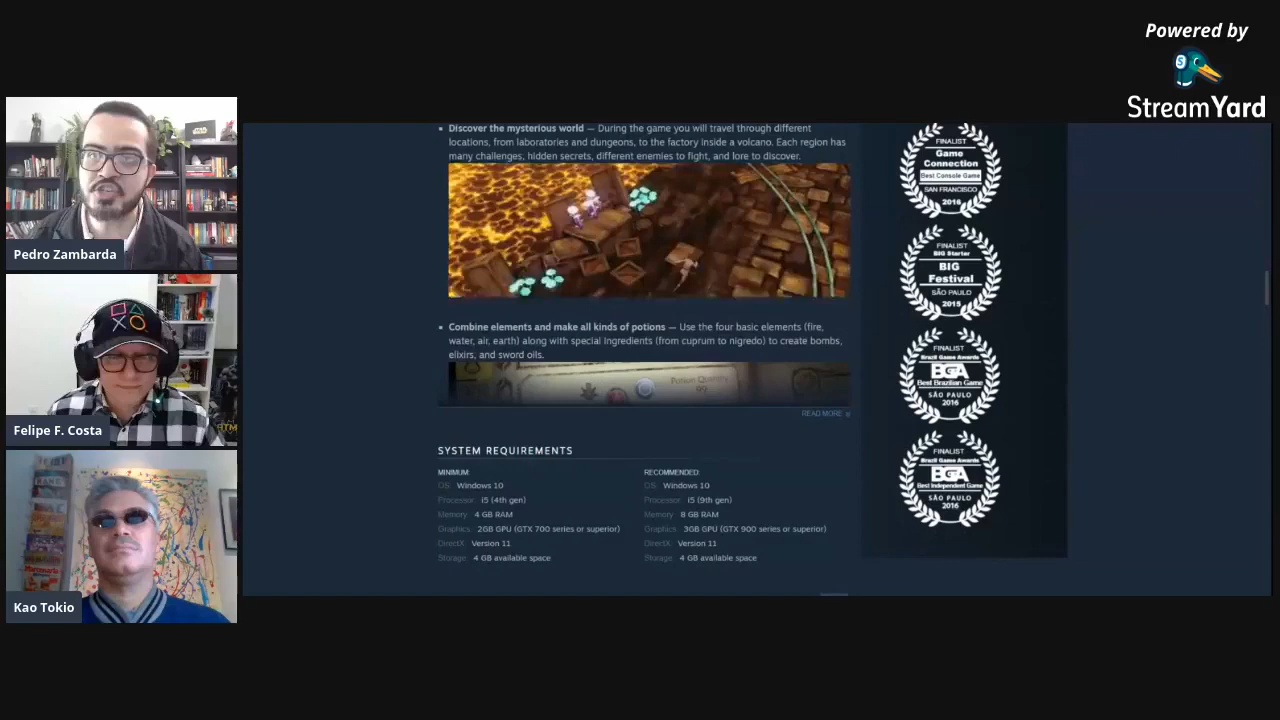 Powered by
StreamYard
Pedro Zambarda
Felipe F. Costa
Kao Tokio
Discover the mysterious world — During the game you will travel through different
locations, from laboratories and dungeons, to the factory inside a volcano. Each region has
many challenges, hidden secrets, different enemies to fight, and lore to discover.
Combine elements and make all kinds of potions — Use the four basic elements (fire,
water, air, earth) along with special ingredients (from cuprum to nigredo) to create bombs,
elixirs, and sword oils.
Potion Quantity
READ MORE
SYSTEM REQUIREMENTS
MINIMUM:
OS: Windows 10
Processor: i5 (4th gen)
Memory: 4 GB RAM
Graphics: 2GB GPU (GTX 700 series or superior)
DirectX: Version 11
Storage: 4 GB available space
RECOMMENDED:
OS: Windows 10
Processor: i5 (9th gen)
Memory: 8 GB RAM
Graphics: 3GB GPU (GTX 900 series or superior)
DirectX: Version 11
Storage: 4 GB available space
FINALIST
Game
Connection
Best Console Game
SAN FRANCISCO
2016
FINALIST
BIG Starter
BIG
Festival
SÃO PAULO
2015
FINALIST
Brazil Game Awards
BGA
Best Brazilian Game
SÃO PAULO
2016
FINALIST
Brazil Game Awards
BGA
Best Independent Game
SÃO PAULO
2016